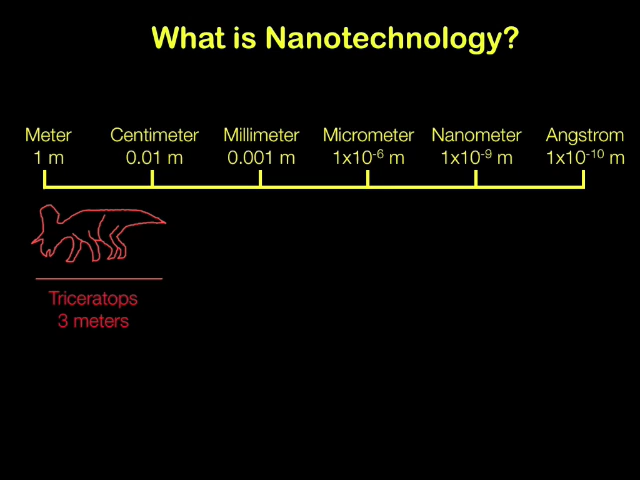 What is Nanotechnology?
Meter Centimeter Millimeter Micrometer Nanometer Angstrom
1 m 0.01 m 0.001 m 1x10⁻⁶ m 1x10⁻⁹ m 1x10⁻¹⁰ m
Triceratops
3 meters